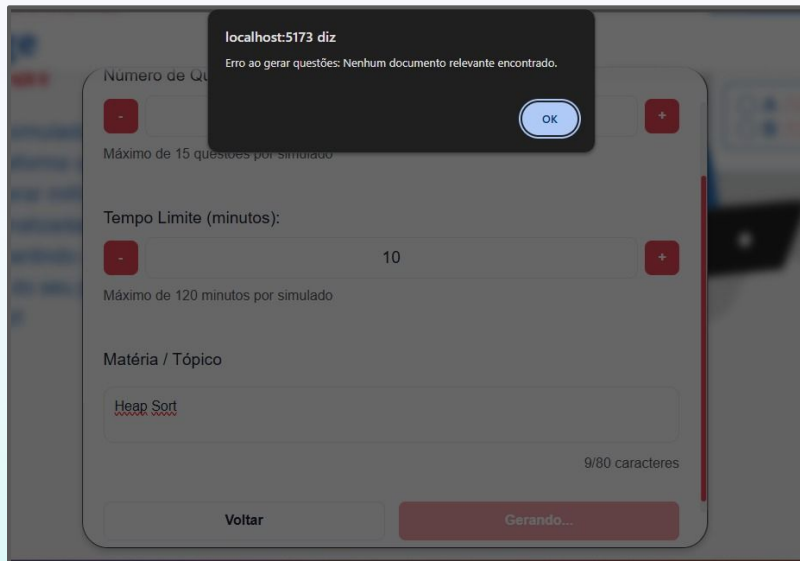 localhost:5173 diz
Erro ao gerar questões: Nenhum documento relevante encontrado.
OK
Número de
-
+
Máximo de 15 questões por simulado
Tempo Limite (minutos):
-
10
+
Máximo de 120 minutos por simulado
Matéria / Tópico
Heap Sort
9/80 caracteres
Voltar
Gerando...